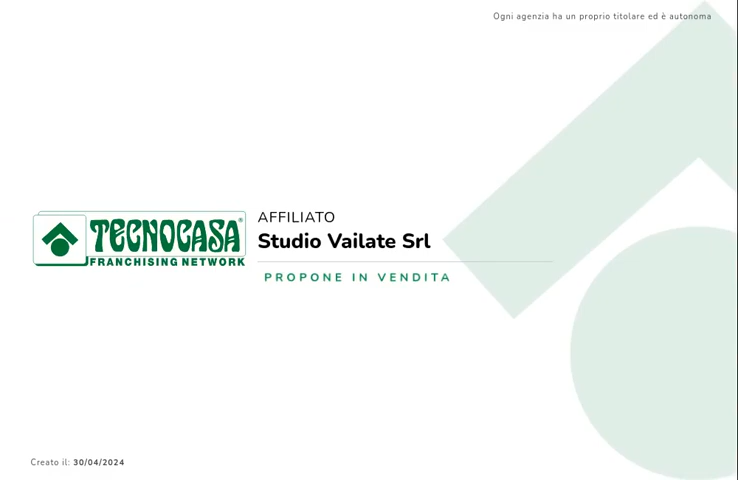 Ogni agenzia ha un proprio titolare ed è autonoma
TECNOCASA®
FRANCHISING NETWORK
AFFILIATO
Studio Vailate Srl
PROPONE IN VENDITA
Creato il: 30/04/2024